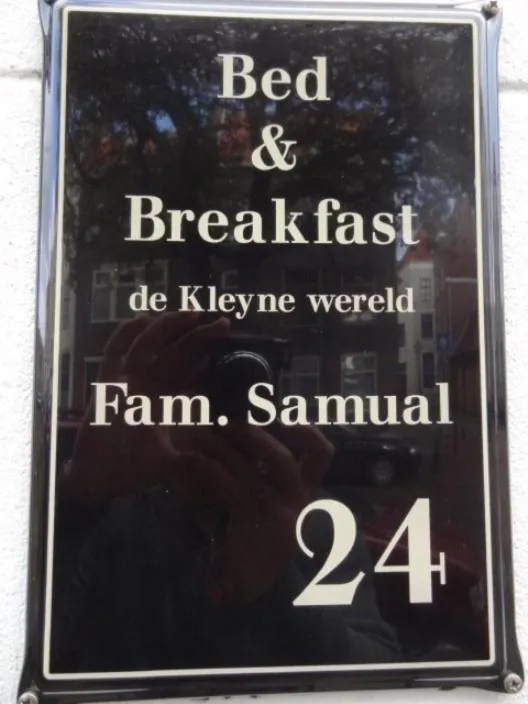 Bed
&
Breakfast
de Kleyne wereld
Fam. Samual
24